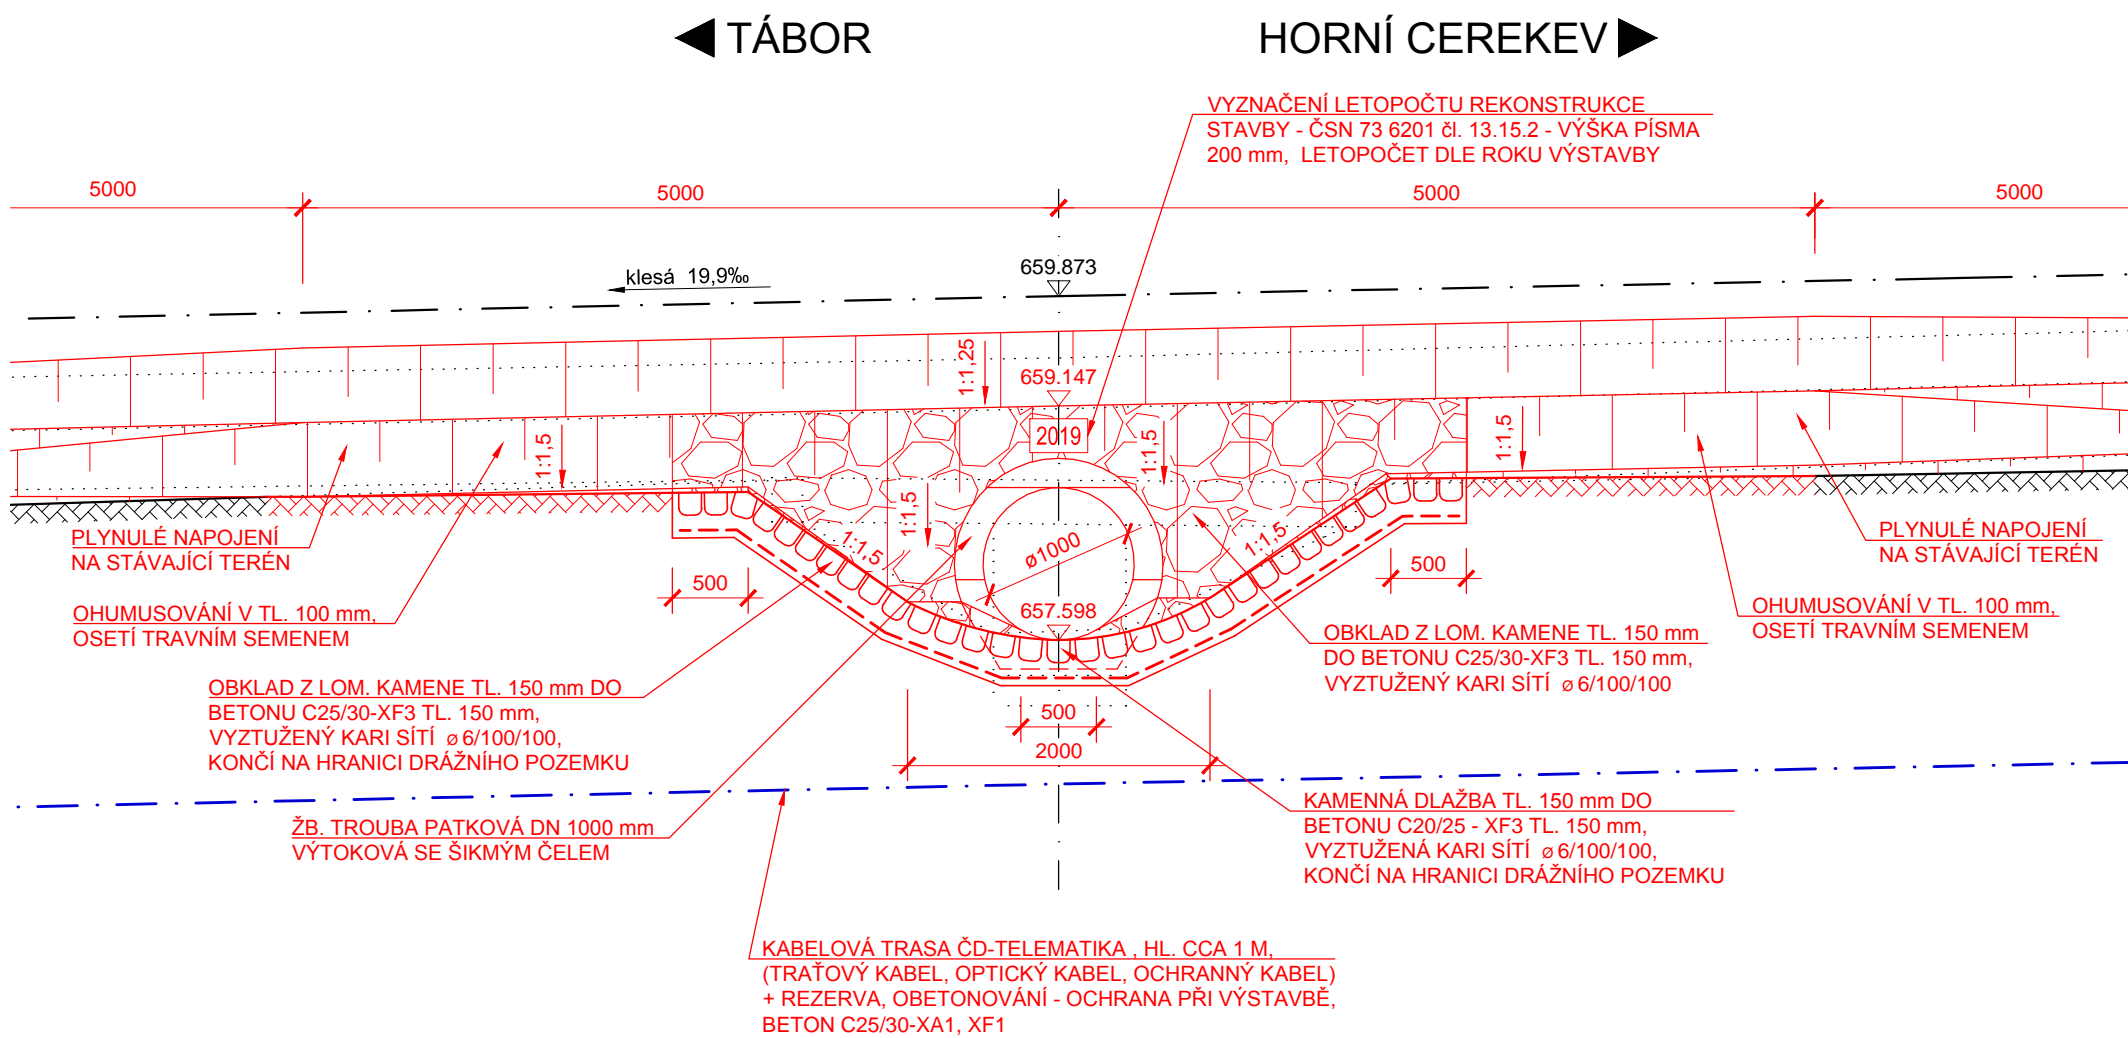 TÁBOR
HORNÍ CEREKEV
VYZNAČENÍ LETOPOČTU REKONSTRUKCE
STAVBY - ČSN 73 6201 čl. 13.15.2 - VÝŠKA PÍSMA
200 mm, LETOPOČET DLE ROKU VÝSTAVBY
5000
5000
5000
5000
klesá 19,9‰
659.873
1:1,25
659.147
2019
1:1,5
1:1,5
1:1,5
1:1,5
1:1,5
1:1,5
ø1000
657.598
PLYNULÉ NAPOJENÍ
NA STÁVAJÍCÍ TERÉN
PLYNULÉ NAPOJENÍ
NA STÁVAJÍCÍ TERÉN
500
500
OHUMUSOVÁNÍ V TL. 100 mm,
OSETÍ TRAVNÍM SEMENEM
OHUMUSOVÁNÍ V TL. 100 mm,
OSETÍ TRAVNÍM SEMENEM
OBKLAD Z LOM. KAMENE TL. 150 mm
DO BETONU C25/30-XF3 TL. 150 mm,
VYZTUŽENÝ KARI SÍTÍ ø6/100/100
OBKLAD Z LOM. KAMENE TL. 150 mm DO
BETONU C25/30-XF3 TL. 150 mm,
VYZTUŽENÝ KARI SÍTÍ ø6/100/100,
KONČÍ NA HRANICI DRÁŽNÍHO POZEMKU
500
2000
KAMENNÁ DLAŽBA TL. 150 mm DO
BETONU C20/25 - XF3 TL. 150 mm,
VYZTUŽENÁ KARI SÍTÍ ø6/100/100,
KONČÍ NA HRANICI DRÁŽNÍHO POZEMKU
ŽB. TROUBA PATKOVÁ DN 1000 mm
VÝTOKOVÁ SE ŠIKMÝM ČELEM
KABELOVÁ TRASA ČD-TELEMATIKA , HL. CCA 1 M,
(TRAŤOVÝ KABEL, OPTICKÝ KABEL, OCHRANNÝ KABEL)
+ REZERVA, OBETONOVÁNÍ - OCHRANA PŘI VÝSTAVBĚ,
BETON C25/30-XA1, XF1